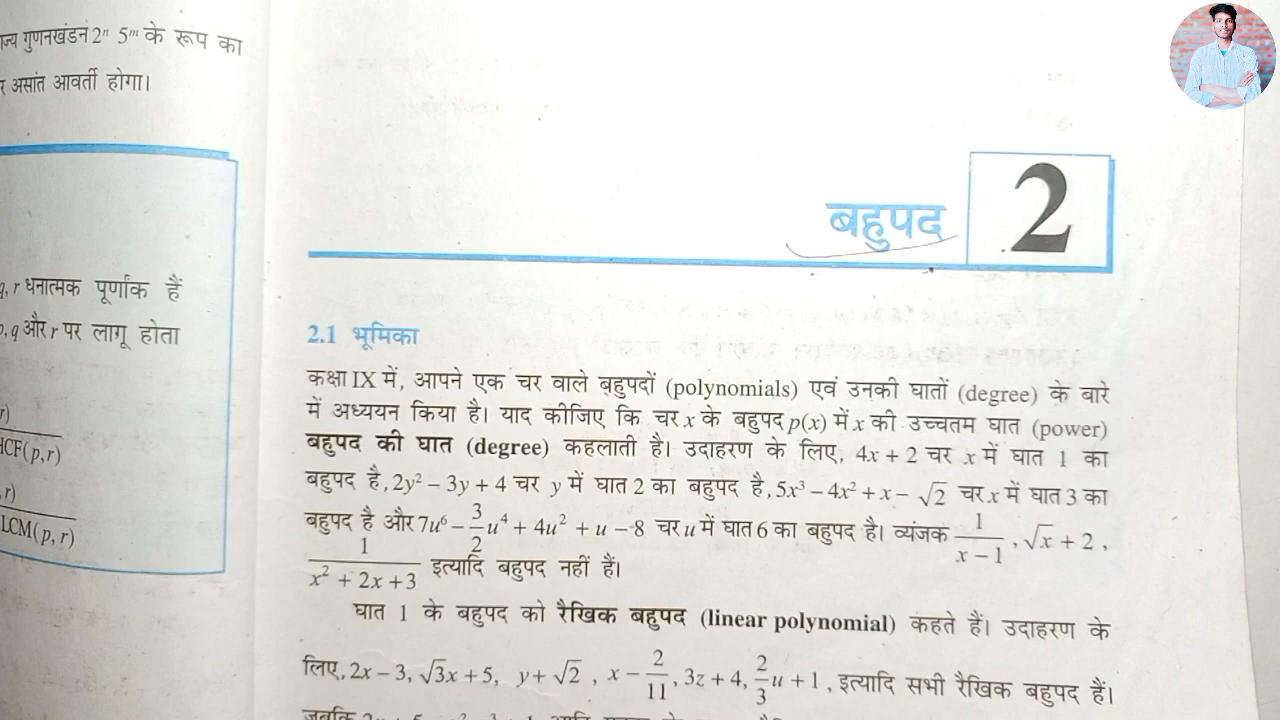 ज्य गुणनखंडन 2ⁿ 5ᵐ के रूप का
असांत आवर्ती होगा।
q, r धनात्मक पूर्णांक हैं
, q और r पर लागू होता
r)
HCF(p, r)
, r)
LCM(p, r)
बहुपद 2
2.1 भूमिका
कक्षा IX में, आपने एक चर वाले बहुपदों (polynomials) एवं उनकी घातों (degree) के बारे
में अध्ययन किया है। याद कीजिए कि चर x के बहुपद p(x) में x की उच्चतम घात (power)
बहुपद की घात (degree) कहलाती है। उदाहरण के लिए, 4x + 2 चर x में घात 1 का
बहुपद है, 2y² – 3y + 4 चर y में घात 2 का बहुपद है, 5x³ – 4x² + x – √2 चर x में घात 3 का
बहुपद है और 7u⁶ – 3/2 u⁴ + 4u² + u – 8 चर u में घात 6 का बहुपद है। व्यंजक 1/(x – 1), √x + 2,
1/(x² + 2x + 3) इत्यादि बहुपद नहीं हैं।
घात 1 के बहुपद को रैखिक बहुपद (linear polynomial) कहते हैं। उदाहरण के
लिए, 2x – 3, √3x + 5, y + √2, x – 2/11, 3z + 4, 2/3 u + 1, इत्यादि सभी रैखिक बहुपद हैं।